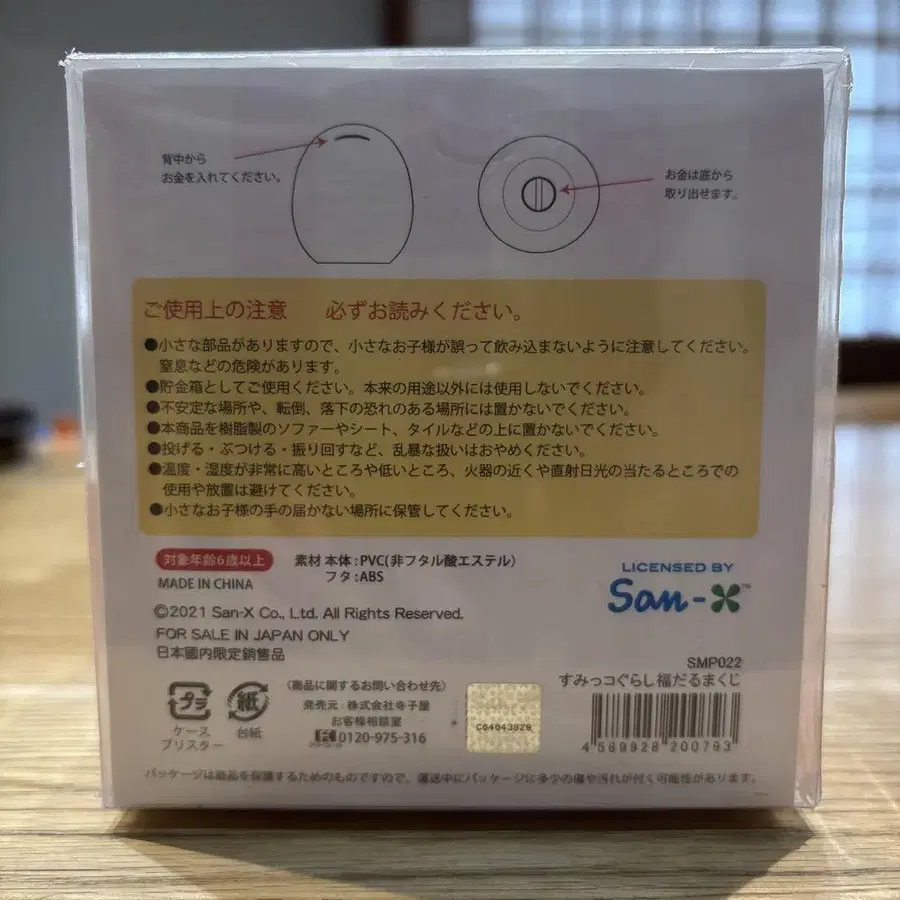 背中から
お金を入れてください。
お金は底から
取り出せます。
ご使用上の注意　必ずお読みください。
●小さな部品がありますので、小さなお子様が誤って飲み込まないように注意してください。
窒息などの危険があります。
●貯金箱としてご使用ください。本来の用途以外には使用しないでください。
●不安定な場所や、転倒、落下の恐れのある場所には置かないでください。
●本商品を樹脂製のソファーやシート、タイルなどの上に置かないでください。
●投げる・ぶつける・振り回すなど、乱暴な扱いはおやめください。
●温度・湿度が非常に高いところや低いところ、火器の近くや直射日光の当たるところでの
使用や放置は避けてください。
●小さなお子様の手の届かない場所に保管してください。
対象年齢6歳以上
素材 本体:PVC(非フタル酸エステル)
フタ:ABS
MADE IN CHINA
©2021 San-X Co., Ltd. All Rights Reserved.
FOR SALE IN JAPAN ONLY
日本國内限定銷售品
LICENSED BY
San-X™
SMP022
すみっコぐらし福だるまくじ
プラ
ケース
ブリスター
紙
台紙
〈商品に関するお問い合わせ先〉
発売元:株式会社寺子屋
お客様相談室
0120-975-316
C64643829
4 589928 200793
パッケージは商品を保護するためのものですので、運送中にパッケージに多少の傷や汚れが付く可能性があります。